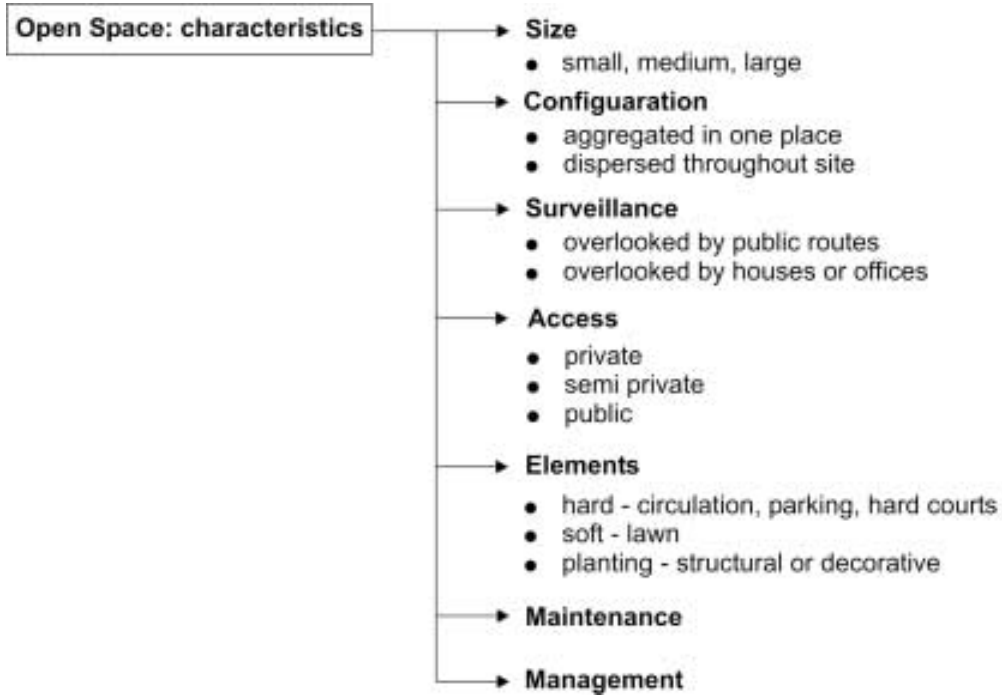 Open Space: characteristics
Size
● small, medium, large
Configuaration
● aggregated in one place
● dispersed throughout site
Surveillance
● overlooked by public routes
● overlooked by houses or offices
Access
● private
● semi private
● public
Elements
● hard - circulation, parking, hard courts
● soft - lawn
● planting - structural or decorative
Maintenance
Management